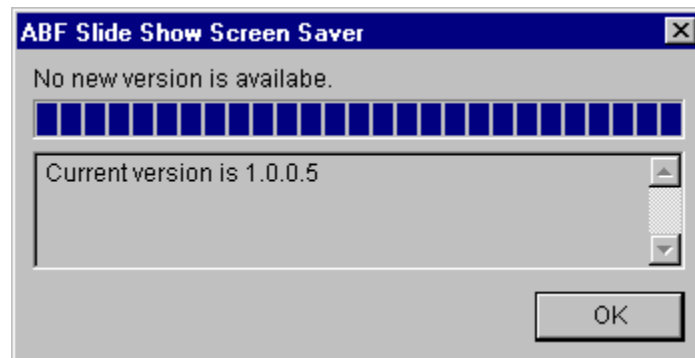 ABF Slide Show Screen Saver
No new version is availabe.
Current version is 1.0.0.5
OK